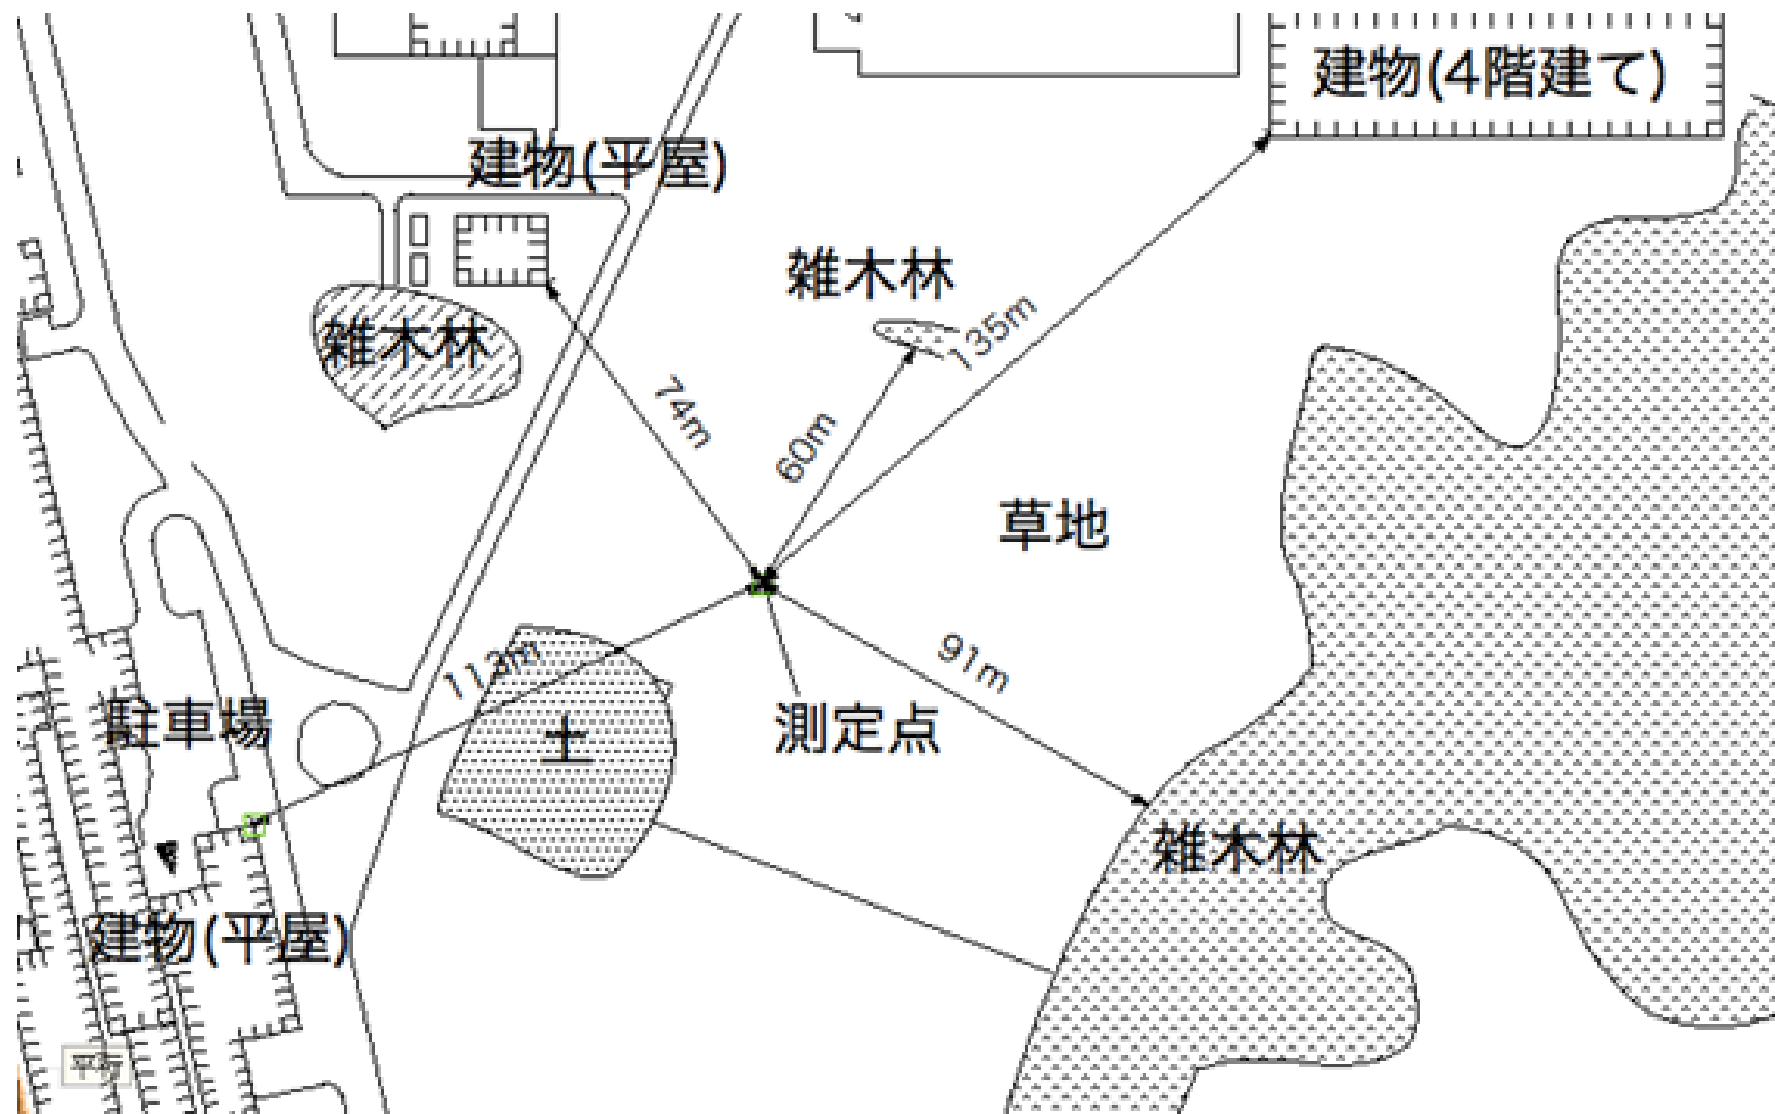 建物(4階建て)
建物(平屋)
雑木林
135m
雑木林
74m
60m
草地
113m
91m
駐車場
土
測定点
雑木林
建物(平屋)